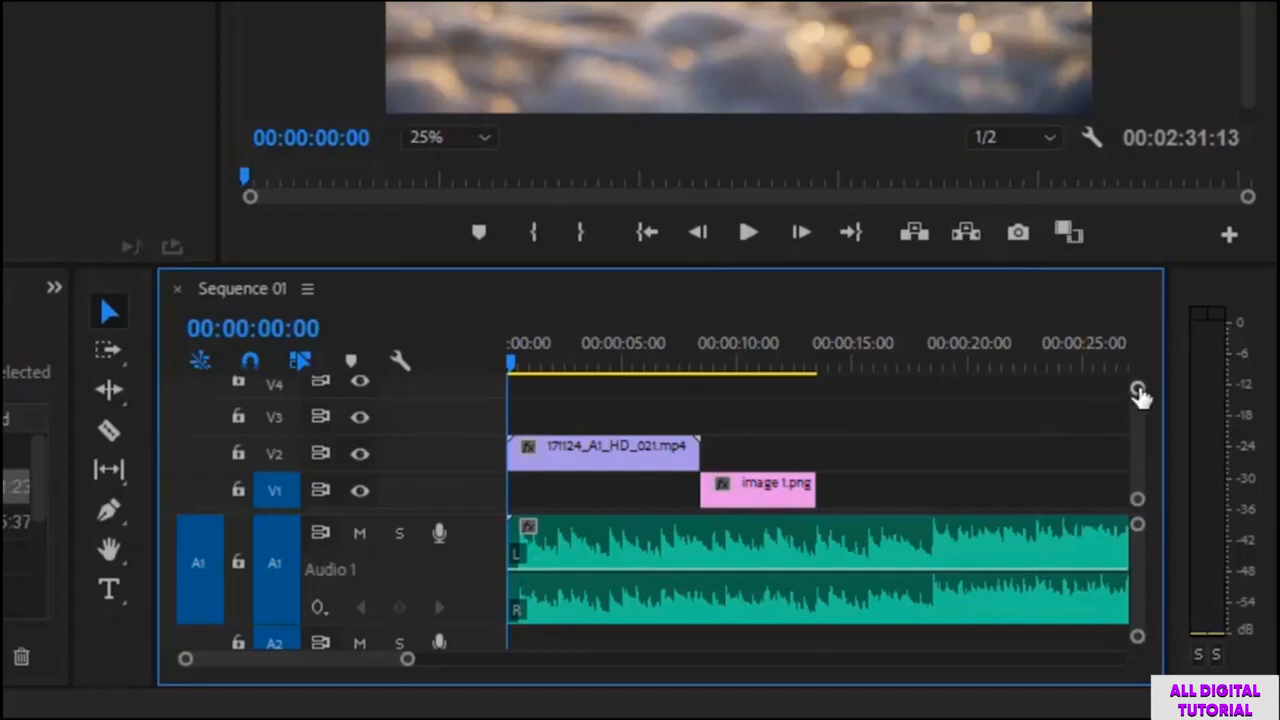 00:00:00:00
25%
1/2
00:02:31:13
Sequence 01
00:00:00:00
:00:00
00:00:05:00
00:00:10:00
00:00:15:00
00:00:20:00
00:00:25:00
elected
d
1:23
5:37
V4
V3
V2
171124_A1_HD_021.mp4
V1
fx
image 1.png
A1
A1
M
S
Audio 1
L
R
A2
M
S
T
0
-6
-12
-18
-24
-30
-36
-42
-48
-54
dB
S
S
ALL DIGITAL
TUTORIAL